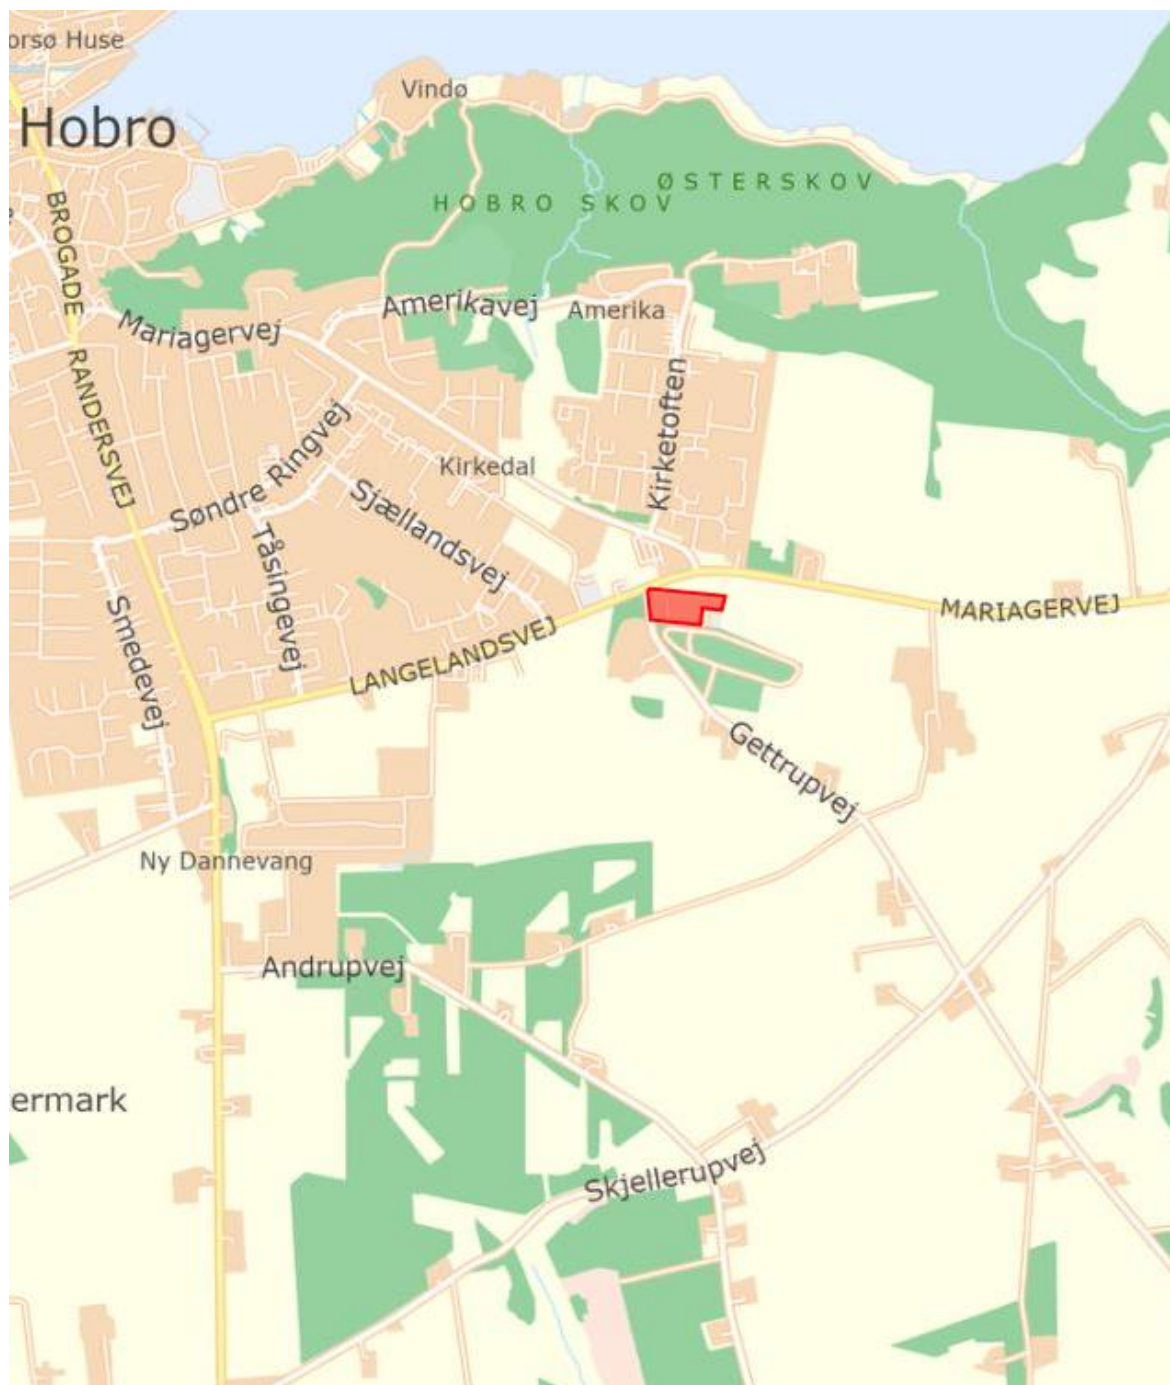 orsø Huse
Vindø
Hobro
ØSTERSKOV
HOBRO SKOV
BROGADE
Amerikavej
Amerika
Mariagervej
RANDERSVEJ
Kirketoften
Søndre Ringvej
Kirkedal
Sjællandsvej
Tåsingevej
Smedevej
MARIAGERVEJ
LANGELANDSVEJ
Gettrupvej
Ny Dannevang
Andrupvej
ermark
Skjellerupvej